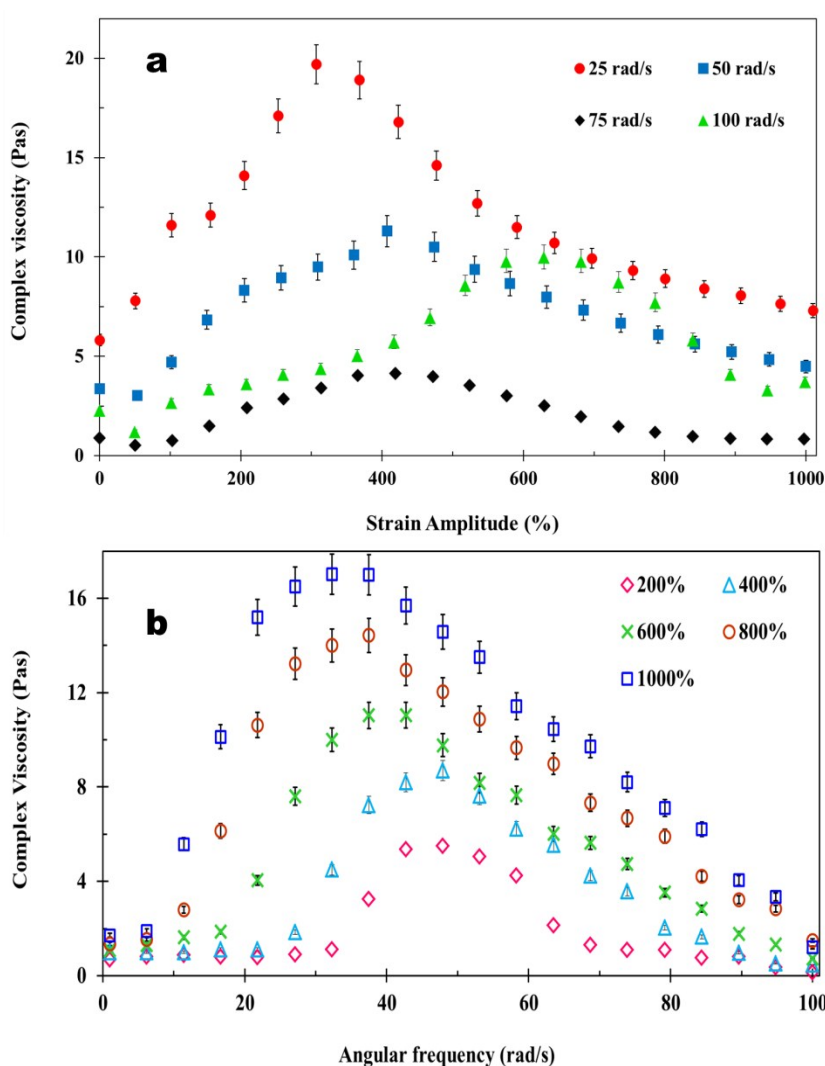 a
25 rad/s 50 rad/s
75 rad/s 100 rad/s
Complex viscosity (Pas)
20
15
10
5
0
0 200 400 600 800 1000
Strain Amplitude (%)
b
200% 400%
600% 800%
1000%
Complex Viscosity (Pas)
16
12
8
4
0
0 20 40 60 80 100
Angular frequency (rad/s)